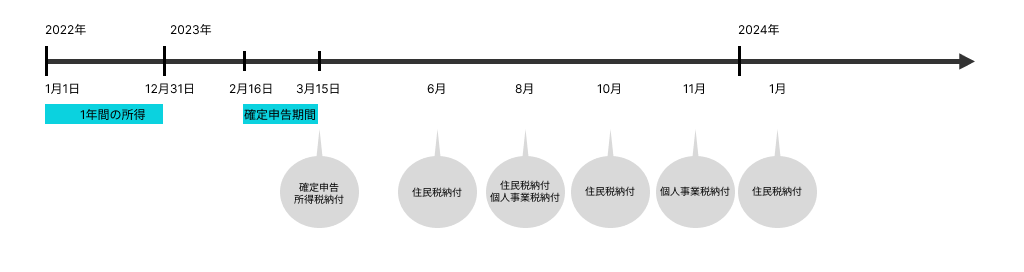 2022年
2023年
2024年
1月1日
12月31日
2月16日
3月15日
6月
8月
10月
11月
1月
1年間の所得
確定申告期間
確定申告
所得税納付
住民税納付
住民税納付
個人事業税納付
住民税納付
個人事業税納付
住民税納付